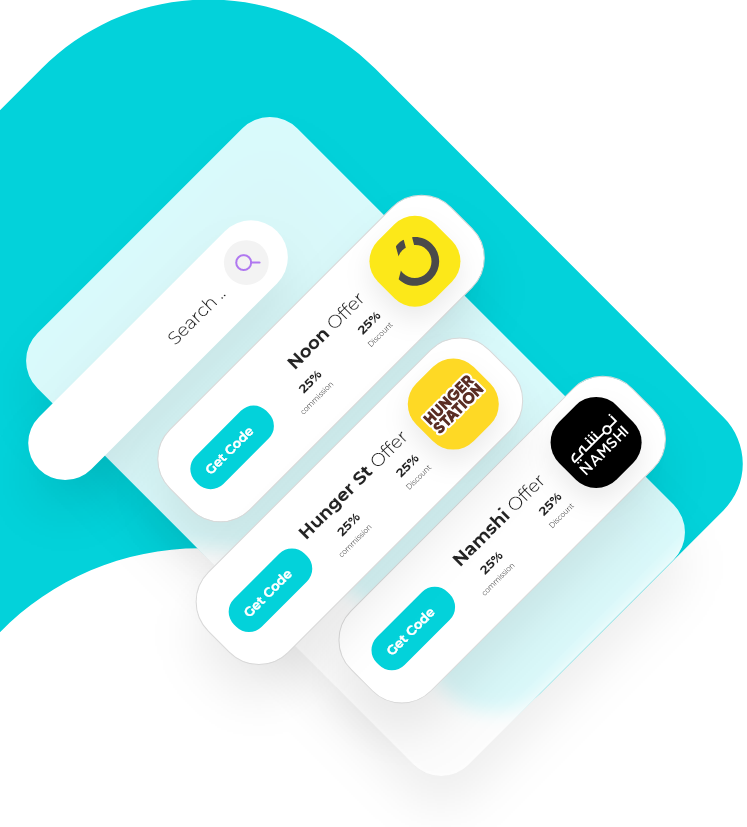 Search ..
Noon Offer
25%
commission
25%
Discount
Get Code
HUNGER
STATION
Hunger St Offer
25%
commission
25%
Discount
Get Code
نمشي
NAMSHI
Namshi Offer
25%
commission
25%
Discount
Get Code